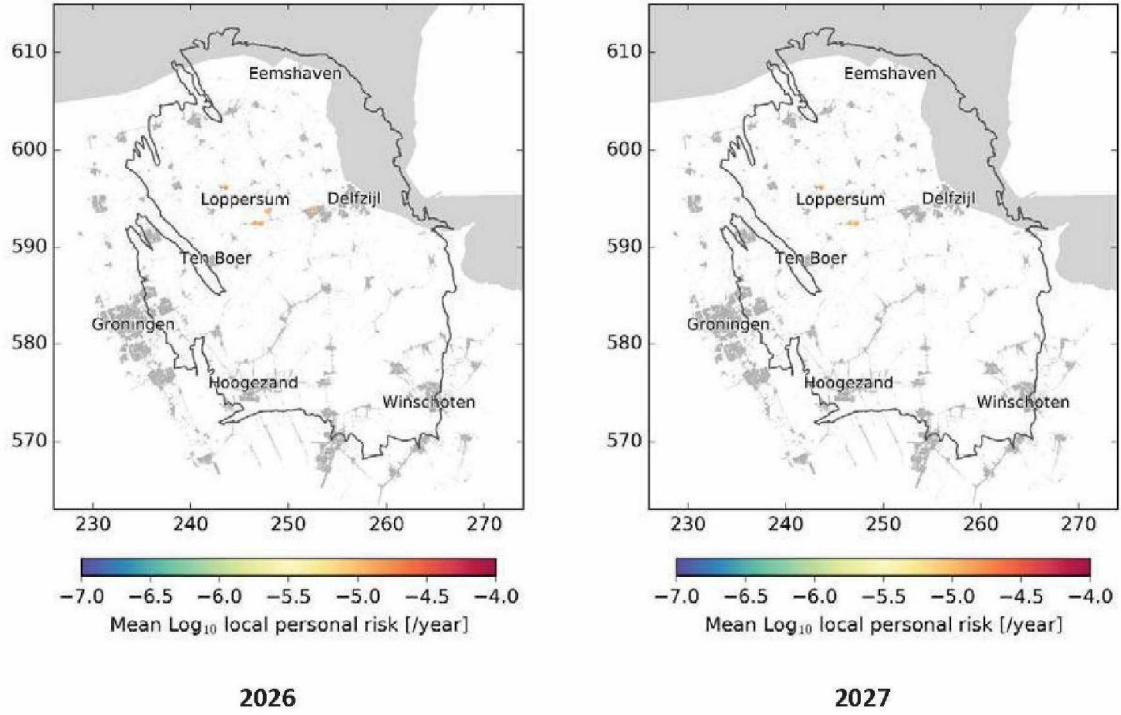 610
600
590
580
570
Eemshaven
Loppersum
Delfzijl
Ten Boer
Groningen
Hoogezand
Winschoten
230 240 250 260 270
−7.0 −6.5 −6.0 −5.5 −5.0 −4.5 −4.0
Mean Log₁₀ local personal risk [/year]
2026
610
600
590
580
570
Eemshaven
Loppersum
Delfzijl
Ten Boer
Groningen
Hoogezand
Winschoten
230 240 250 260 270
−7.0 −6.5 −6.0 −5.5 −5.0 −4.5 −4.0
Mean Log₁₀ local personal risk [/year]
2027